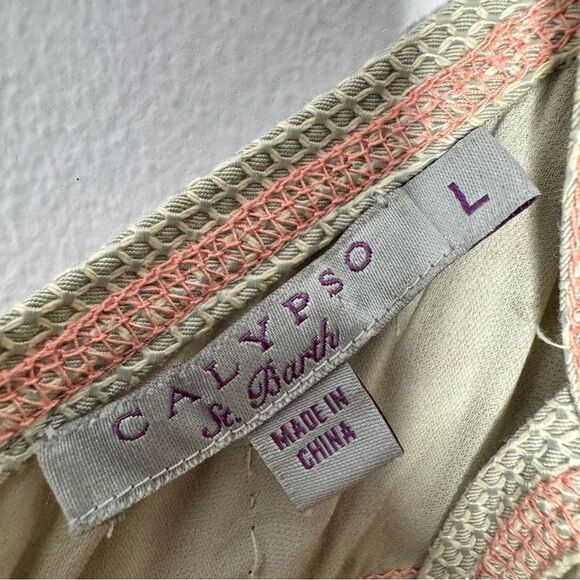 CALYPSO
St. Barth
L
MADE IN
CHINA